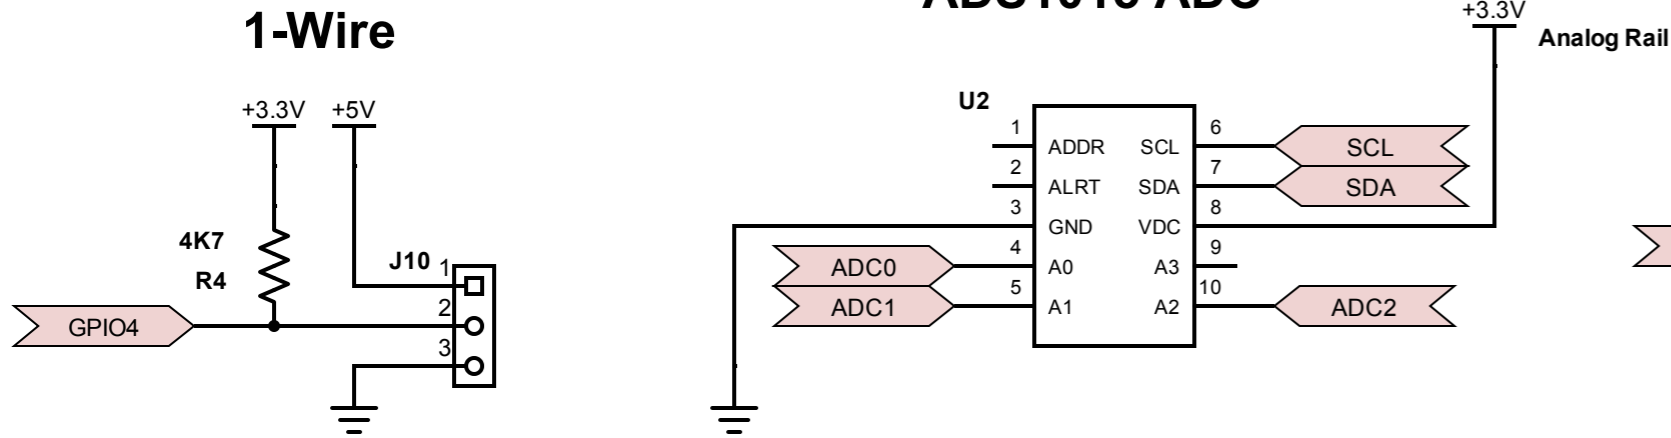 1-Wire
+3.3V
+5V
4K7
R4
J10
1
2
3
GPIO4
+3.3V
Analog Rail
U2
1
ADDR
SCL
6
SCL
2
ALRT
SDA
7
SDA
3
GND
VDC
8
ADC0
4
A0
A3
9
ADC1
5
A1
A2
10
ADC2